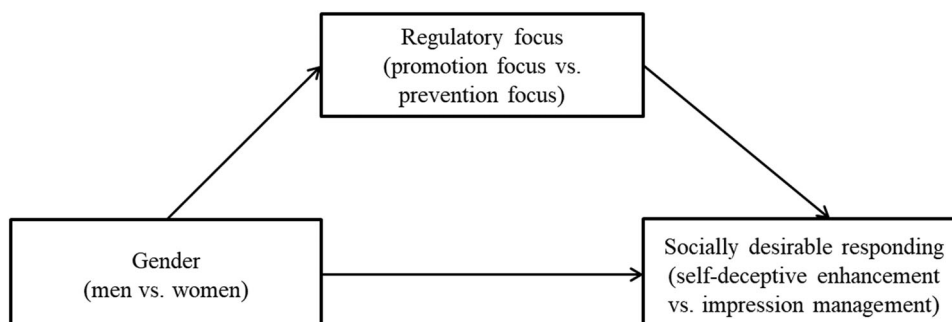 Regulatory focus
(promotion focus vs.
prevention focus)
Gender
(men vs. women)
Socially desirable responding
(self-deceptive enhancement
vs. impression management)